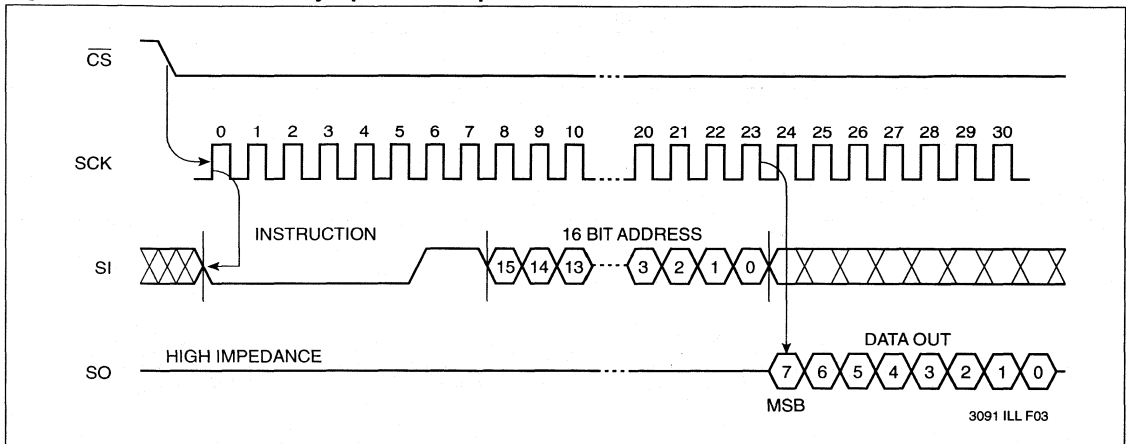 CS
0 1 2 3 4 5 6 7 8 9 10 20 21 22 23 24 25 26 27 28 29 30
SCK
INSTRUCTION 16 BIT ADDRESS
SI 15 14 13 3 2 1 0
HIGH IMPEDANCE DATA OUT
SO 7 6 5 4 3 2 1 0
MSB
3091 ILL F03